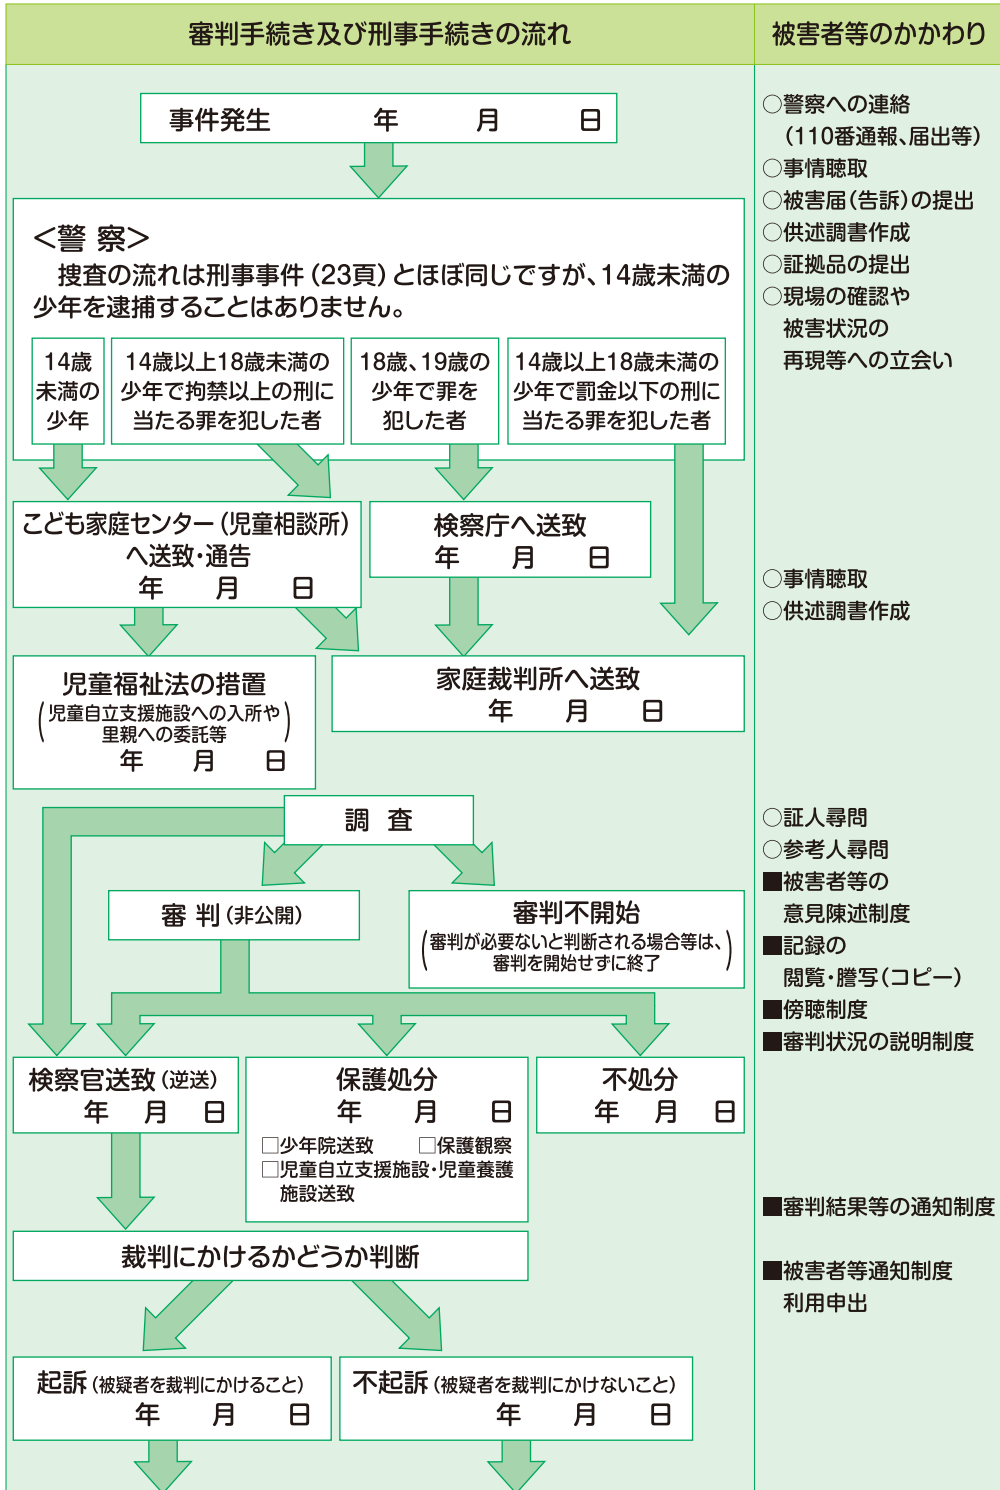 審判手続き及び刑事手続きの流れ
被害者等のかかわり
事件発生 年 月 日
＜警 察＞
捜査の流れは刑事事件（23頁）とほぼ同じですが、14歳未満の
少年を逮捕することはありません。
14歳
未満の
少年
14歳以上18歳未満の
少年で拘禁以上の刑に
当たる罪を犯した者
18歳、19歳の
少年で罪を
犯した者
14歳以上18歳未満の
少年で罰金以下の刑に
当たる罪を犯した者
こども家庭センター（児童相談所）
へ送致・通告
年 月 日
検察庁へ送致
年 月 日
児童福祉法の措置
（児童自立支援施設への入所や
里親への委託等）
年 月 日
家庭裁判所へ送致
年 月 日
調 査
審 判（非公開）
審判不開始
（審判が必要ないと判断される場合等は、
審判を開始せずに終了）
検察官送致（逆送）
年 月 日
保護処分
年 月 日
□少年院送致 □保護観察
□児童自立支援施設・児童養護
施設送致
不処分
年 月 日
裁判にかけるかどうか判断
起訴（被疑者を裁判にかけること）
年 月 日
不起訴（被疑者を裁判にかけないこと）
年 月 日
○警察への連絡
（110番通報、届出等）
○事情聴取
○被害届（告訴）の提出
○供述調書作成
○証拠品の提出
○現場の確認や
被害状況の
再現等への立会い
○事情聴取
○供述調書作成
○証人尋問
○参考人尋問
■被害者等の
意見陳述制度
■記録の
閲覧・謄写（コピー）
■傍聴制度
■審判状況の説明制度
■審判結果等の通知制度
■被害者等通知制度
利用申出